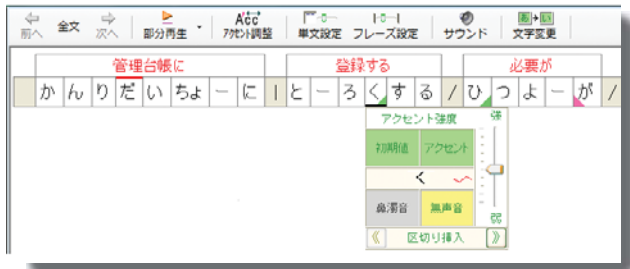 前へ 全文 次へ 部分再生 アクセント調整 単文設定 フレーズ設定 サウンド 文字変更
管理台帳に 登録する 必要が
かんりだいちょーに|とーろくする/ひつよーが/
アクセント強度 強
初期値 アクセント
く
鼻濁音 無声音
弱
《 区切り挿入 》